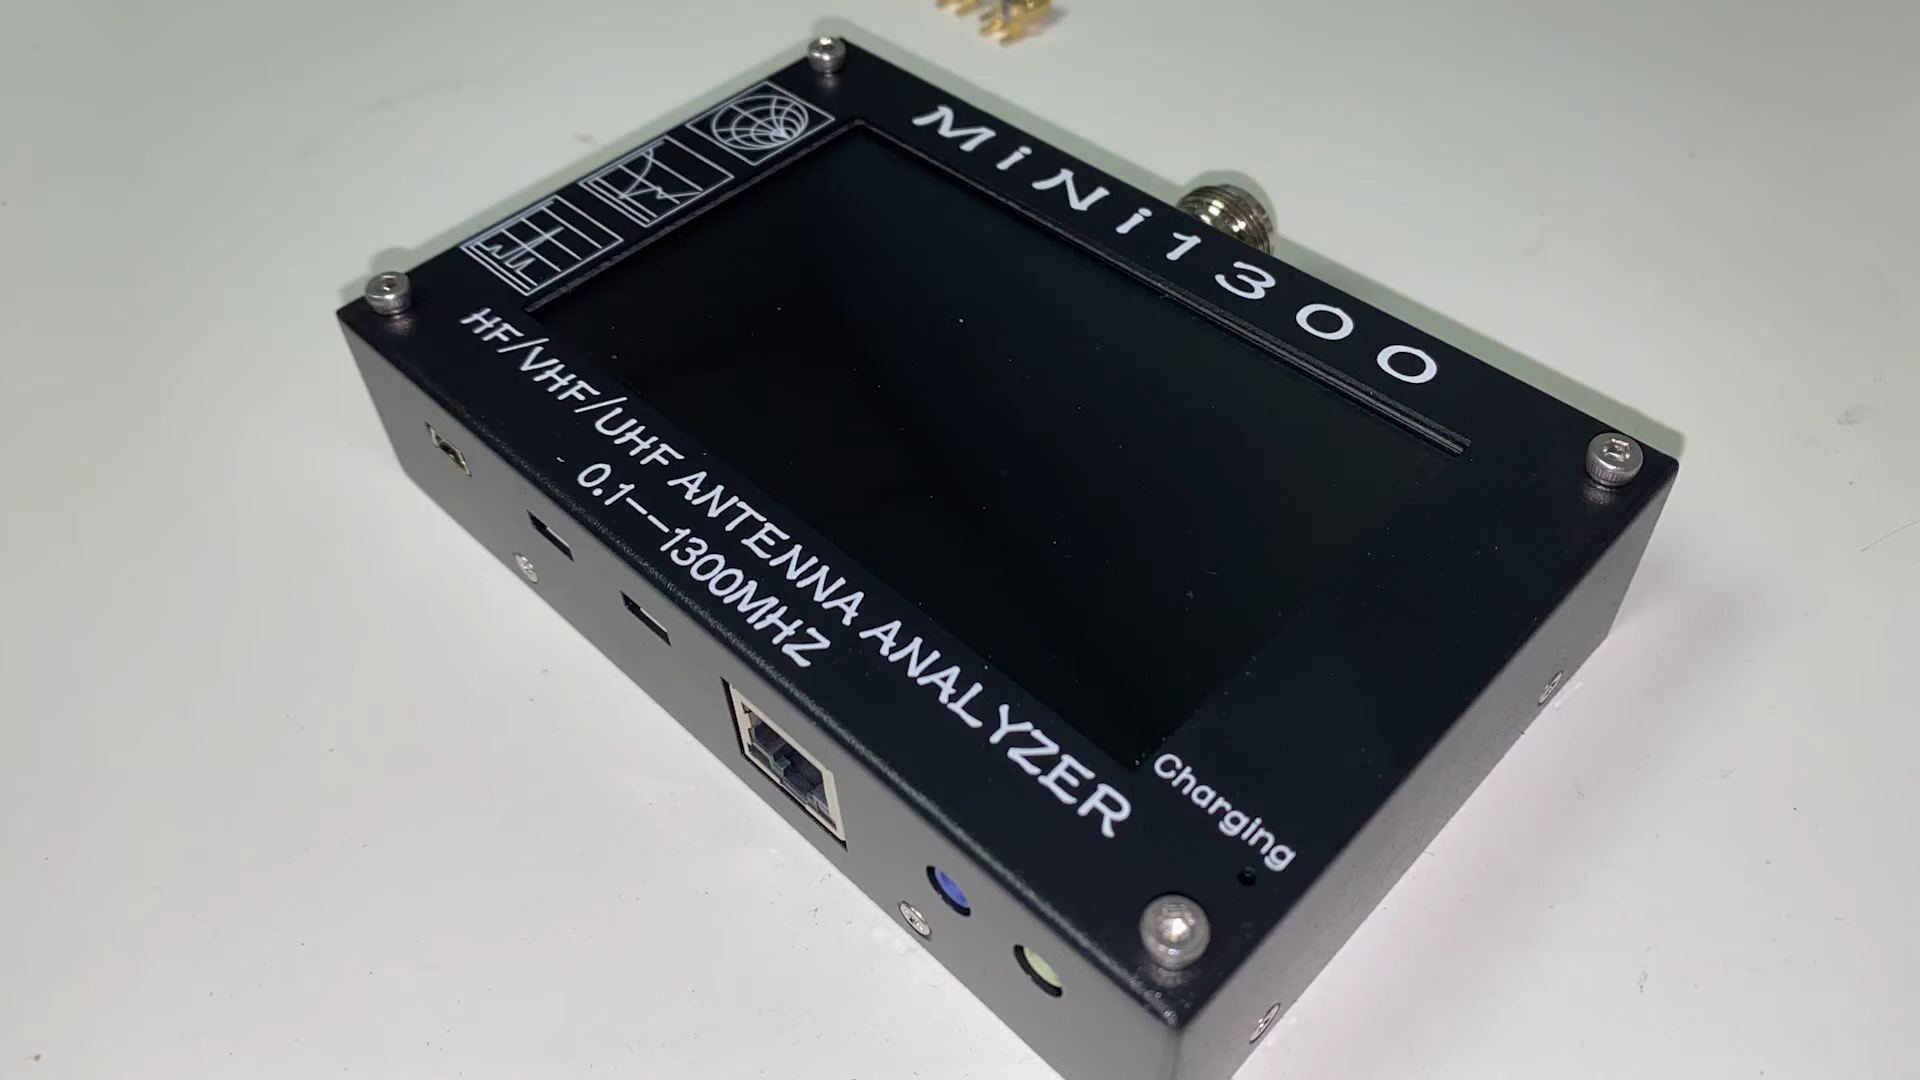 MiNi1300
HF/VHF/UHF ANTENNA ANALYZER
0.1--1300MHZ
Charging